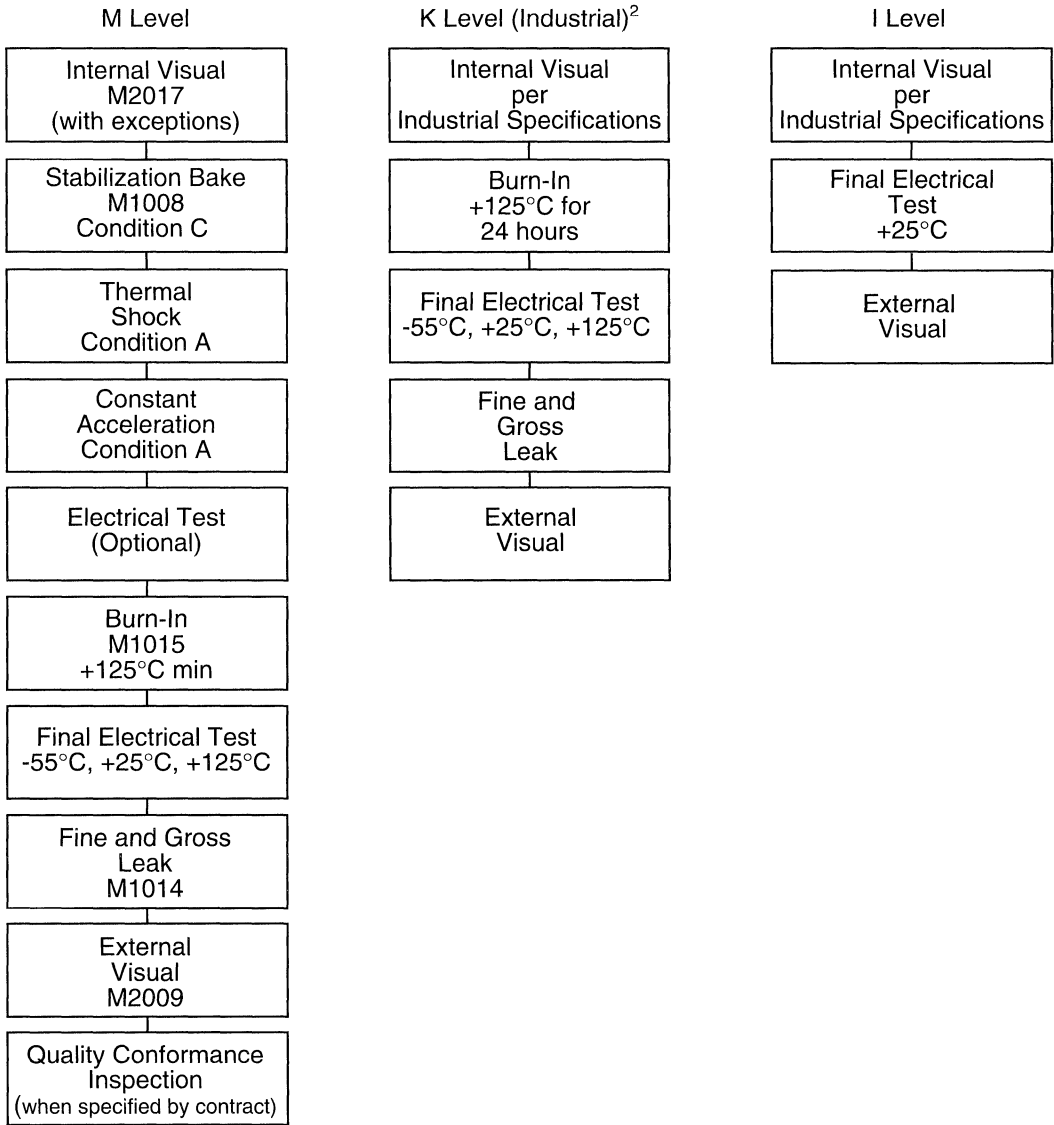 M Level
Internal Visual
M2017
(with exceptions)
Stabilization Bake
M1008
Condition C
Thermal
Shock
Condition A
Constant
Acceleration
Condition A
Electrical Test
(Optional)
Burn-In
M1015
+125°C min
Final Electrical Test
-55°C, +25°C, +125°C
Fine and Gross
Leak
M1014
External
Visual
M2009
Quality Conformance
Inspection
(when specified by contract)
K Level (Industrial)²
Internal Visual
per
Industrial Specifications
Burn-In
+125°C for
24 hours
Final Electrical Test
-55°C, +25°C, +125°C
Fine and
Gross
Leak
External
Visual
I Level
Internal Visual
per
Industrial Specifications
Final Electrical
Test
+25°C
External
Visual